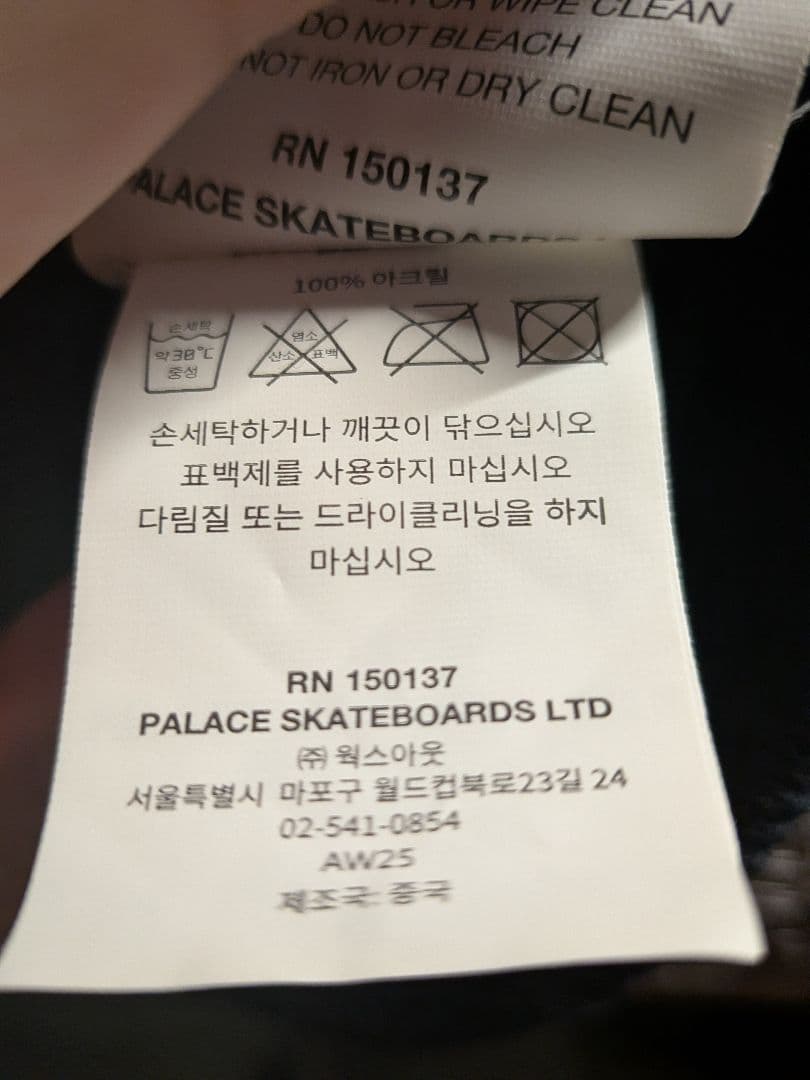 OR WIPE CLEAN
DO NOT BLEACH
NOT IRON OR DRY CLEAN
RN 150137
PALACE SKATEBOARDS
100% 아크릴
손세탁
약30℃
중성
염소
산소 표백
손세탁하거나 깨끗이 닦으십시오
표백제를 사용하지 마십시오
다림질 또는 드라이클리닝을 하지
마십시오
RN 150137
PALACE SKATEBOARDS LTD
㈜ 웍스아웃
서울특별시 마포구 월드컵북로23길 24
02-541-0854
AW25
제조국: 중국